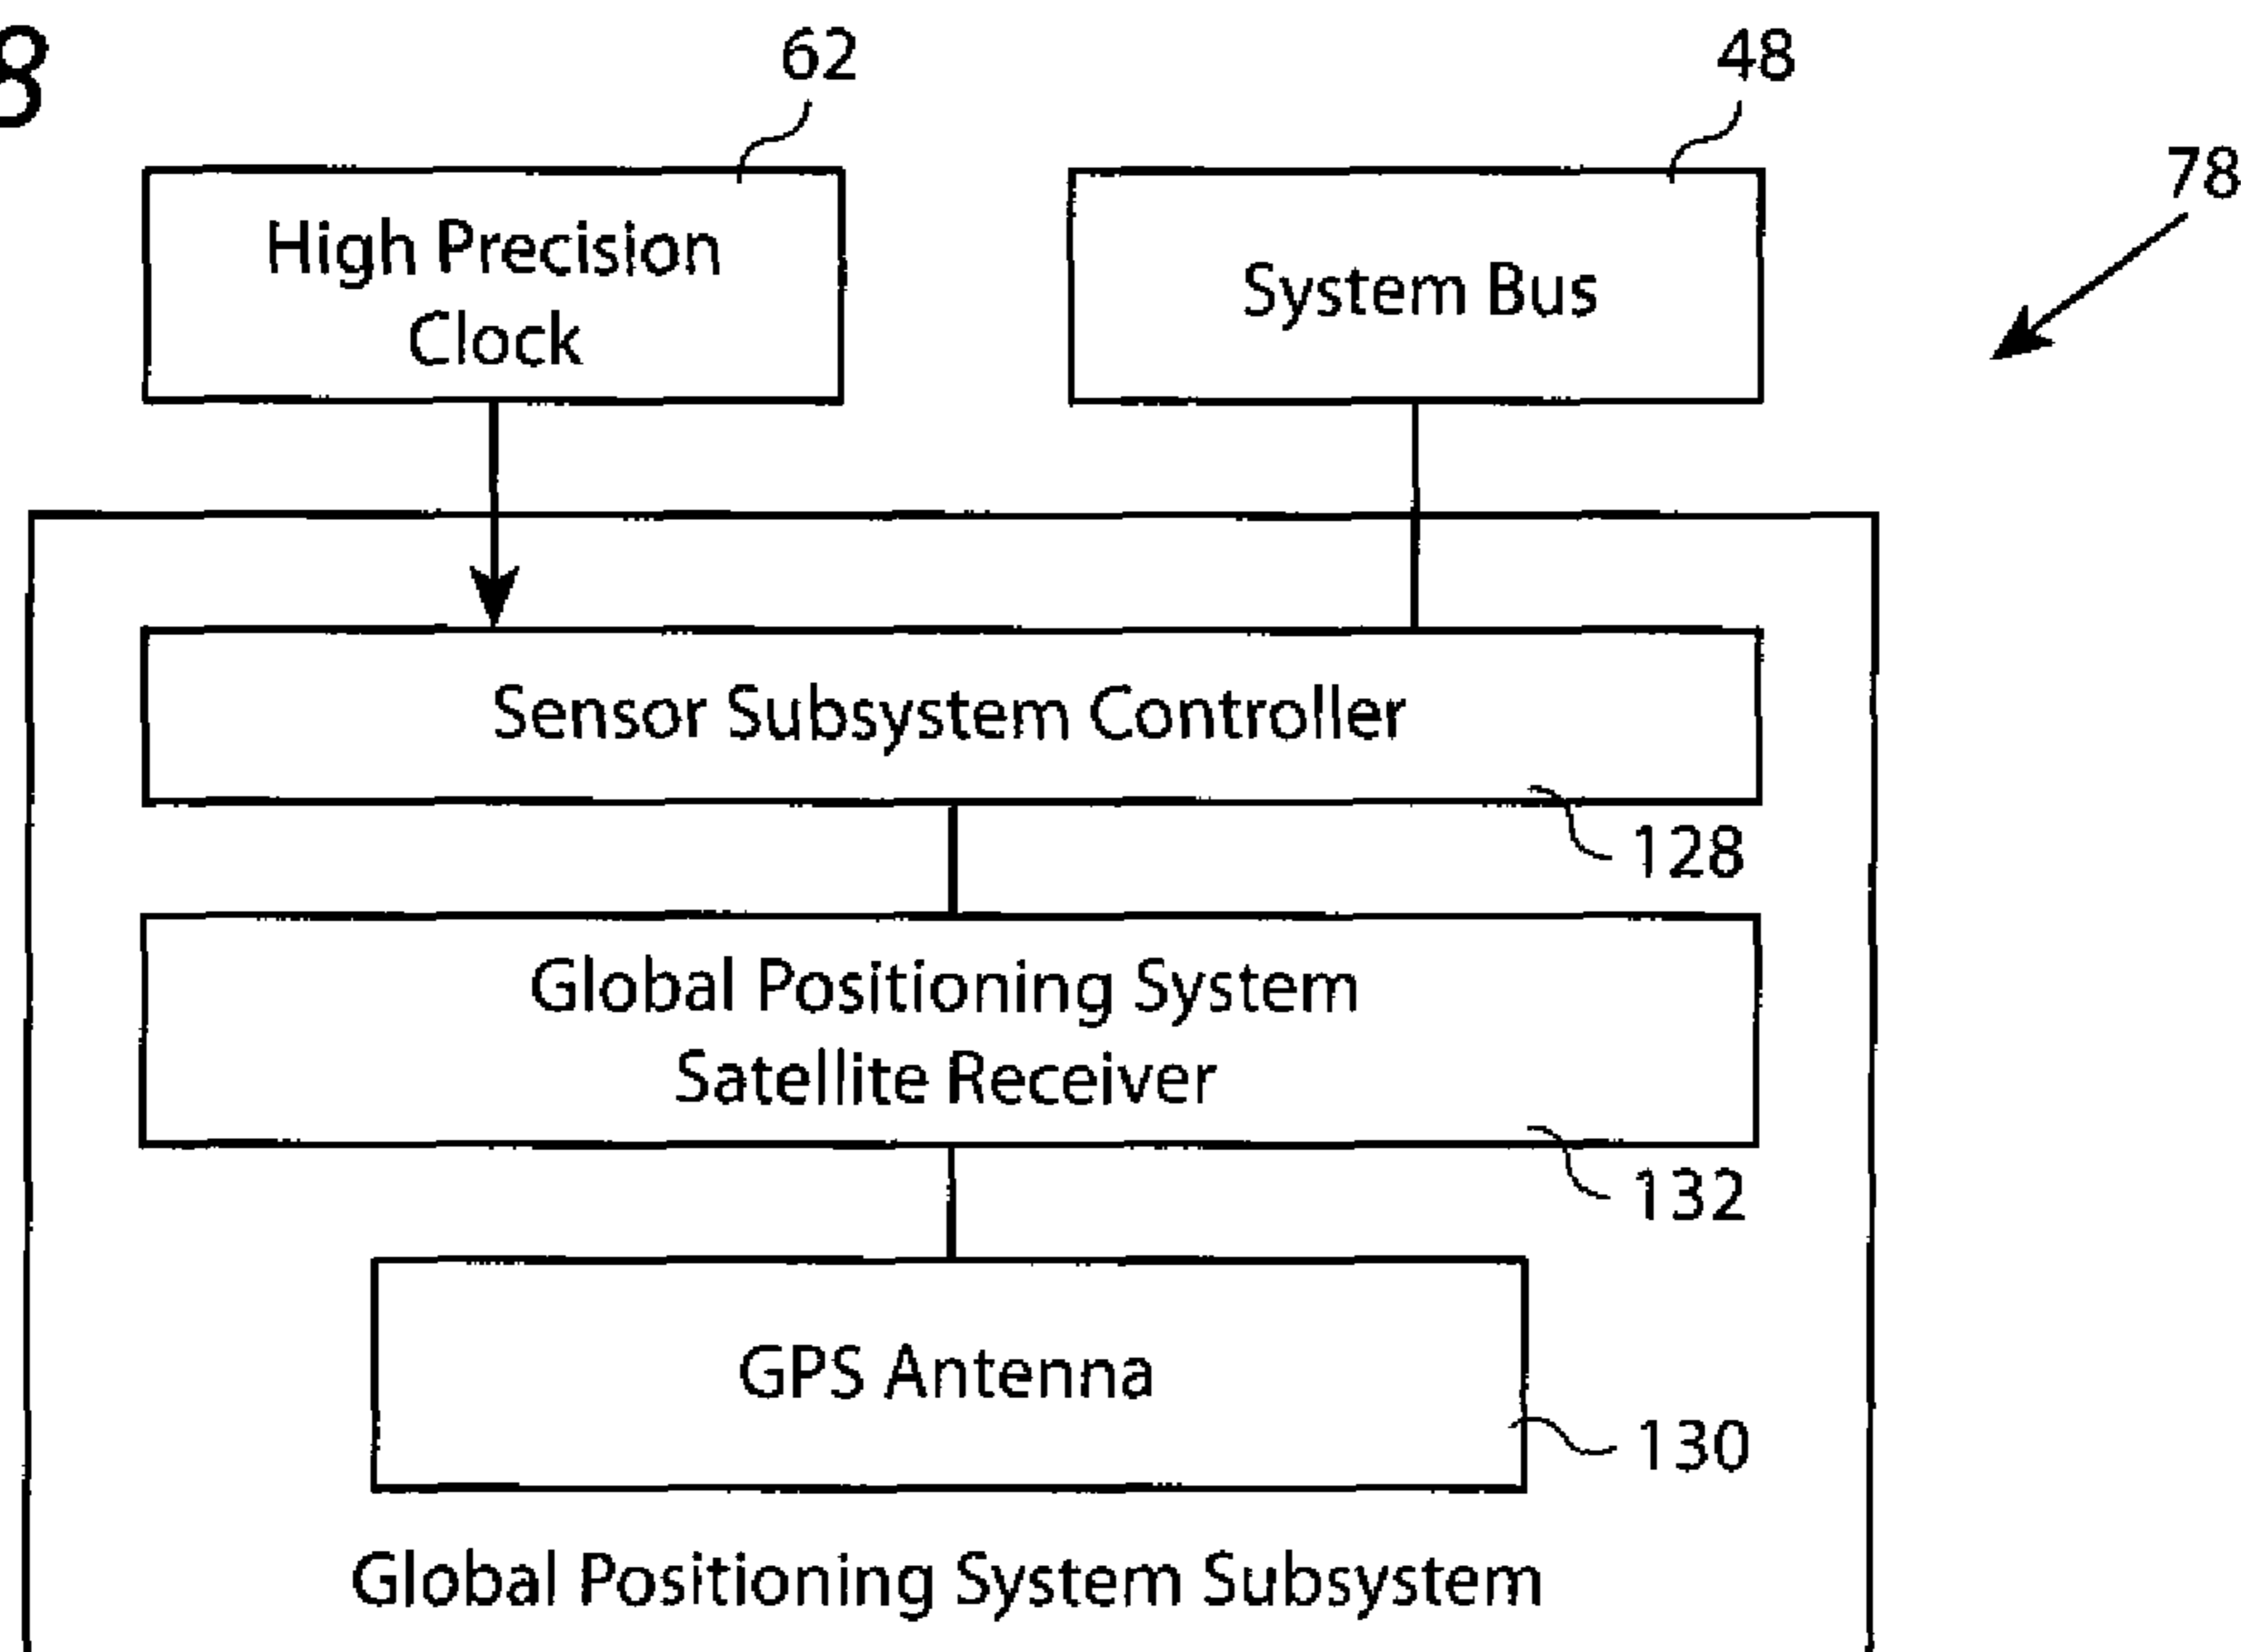 8
62
48
78
High Precision
Clock
System Bus
Sensor Subsystem Controller
128
Global Positioning System
Satellite Receiver
132
GPS Antenna
130
Global Positioning System Subsystem